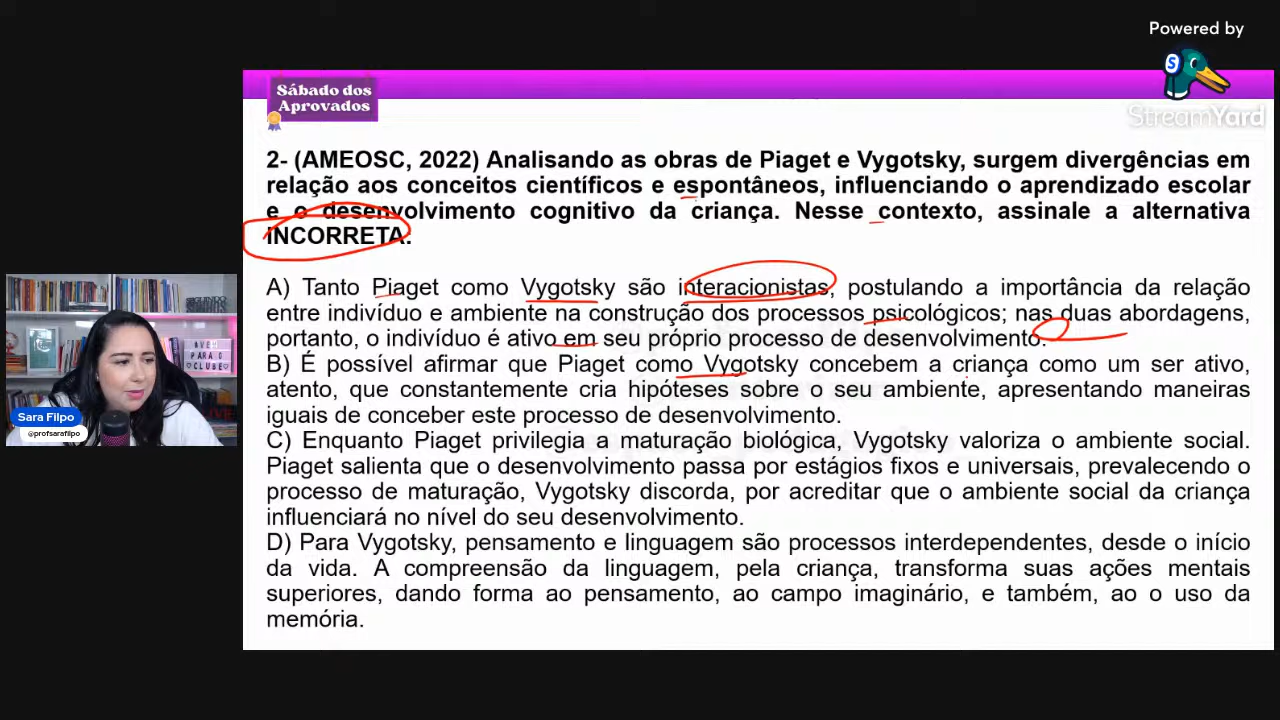 Powered by
StreamYard
Sábado dos
Aprovados
2- (AMEOSC, 2022) Analisando as obras de Piaget e Vygotsky, surgem divergências em
relação aos conceitos científicos e espontâneos, influenciando o aprendizado escolar
e o desenvolvimento cognitivo da criança. Nesse contexto, assinale a alternativa
INCORRETA.
A) Tanto Piaget como Vygotsky são interacionistas, postulando a importância da relação
entre indivíduo e ambiente na construção dos processos psicológicos; nas duas abordagens,
portanto, o indivíduo é ativo em seu próprio processo de desenvolvimento.
B) É possível afirmar que Piaget como Vygotsky concebem a criança como um ser ativo,
atento, que constantemente cria hipóteses sobre o seu ambiente, apresentando maneiras
iguais de conceber este processo de desenvolvimento.
C) Enquanto Piaget privilegia a maturação biológica, Vygotsky valoriza o ambiente social.
Piaget salienta que o desenvolvimento passa por estágios fixos e universais, prevalecendo o
processo de maturação, Vygotsky discorda, por acreditar que o ambiente social da criança
influenciará no nível do seu desenvolvimento.
D) Para Vygotsky, pensamento e linguagem são processos interdependentes, desde o início
da vida. A compreensão da linguagem, pela criança, transforma suas ações mentais
superiores, dando forma ao pensamento, ao campo imaginário, e também, ao o uso da
memória.
PARA O
CLUBE
Sara Filpo
@profsarafilpo